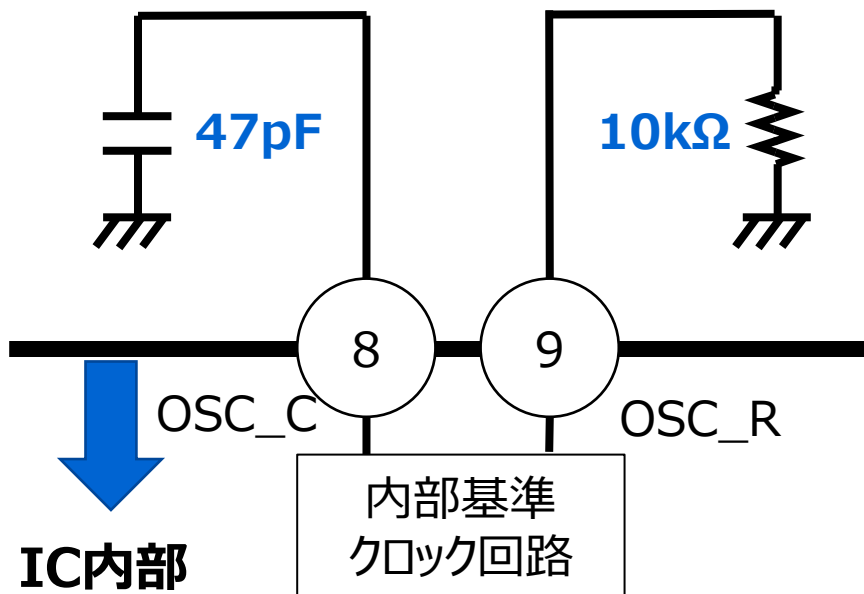 47pF
10kΩ
8
9
OSC_C
OSC_R
内部基準
クロック回路
IC内部